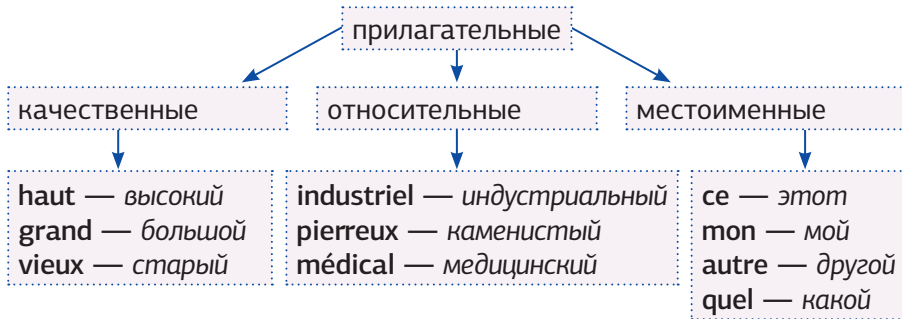 прилагательные
качественные
относительные
местоименные
haut — высокий
grand — большой
vieux — старый
industriel — индустриальный
pierreux — каменистый
médical — медицинский
ce — этот
mon — мой
autre — другой
quel — какой